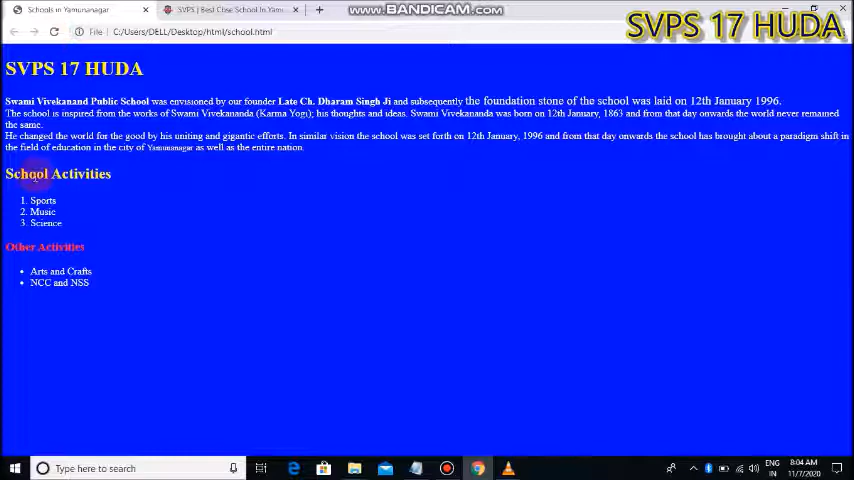 Schools in Yamunanagar
SVPS | Best Cbse School In Yamu
www.BANDICAM.com
SVPS 17 HUDA
File
C:/Users/DELL/Desktop/html/school.html
SVPS 17 HUDA
Swami Vivekanand Public School was envisioned by our founder Late Ch. Dharam Singh Ji and subsequently the foundation stone of the school was laid on 12th January 1996.
The school is inspired from the works of Swami Vivekananda (Karma Yogi); his thoughts and ideas. Swami Vivekananda was born on 12th January, 1863 and from that day onwards the world never remained
the same.
He changed the world for the good by his uniting and gigantic efforts. In similar vision the school was set forth on 12th January, 1996 and from that day onwards the school has brought about a paradigm shift in
the field of education in the city of Yamunanagar as well as the entire nation.
School Activities
1. Sports
2. Music
3. Science
Other Activities
• Arts and Crafts
• NCC and NSS
Type here to search
ENG
IN
8:04 AM
11/7/2020